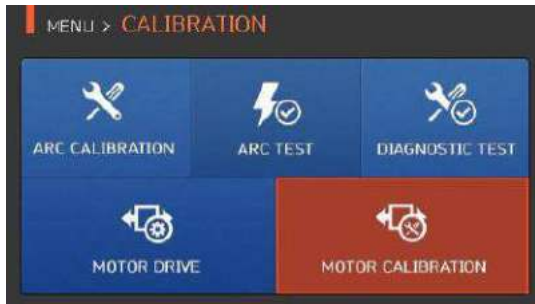 MENU > CALIBRATION
ARC CALIBRATION
ARC TEST
DIAGNOSTIC TEST
MOTOR DRIVE
MOTOR CALIBRATION